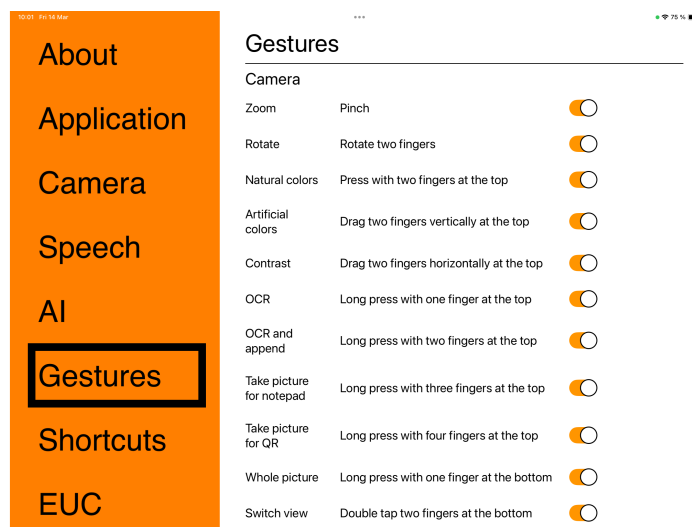 10:01 Fri 14 Mar
75 %
About
Application
Camera
Speech
AI
Gestures
Shortcuts
EUC
Gestures
Camera
Zoom Pinch
Rotate Rotate two fingers
Natural colors Press with two fingers at the top
Artificial
colors Drag two fingers vertically at the top
Contrast Drag two fingers horizontally at the top
OCR Long press with one finger at the top
OCR and
append Long press with two fingers at the top
Take picture
for notepad Long press with three fingers at the top
Take picture
for QR Long press with four fingers at the top
Whole picture Long press with one finger at the bottom
Switch view Double tap two fingers at the bottom